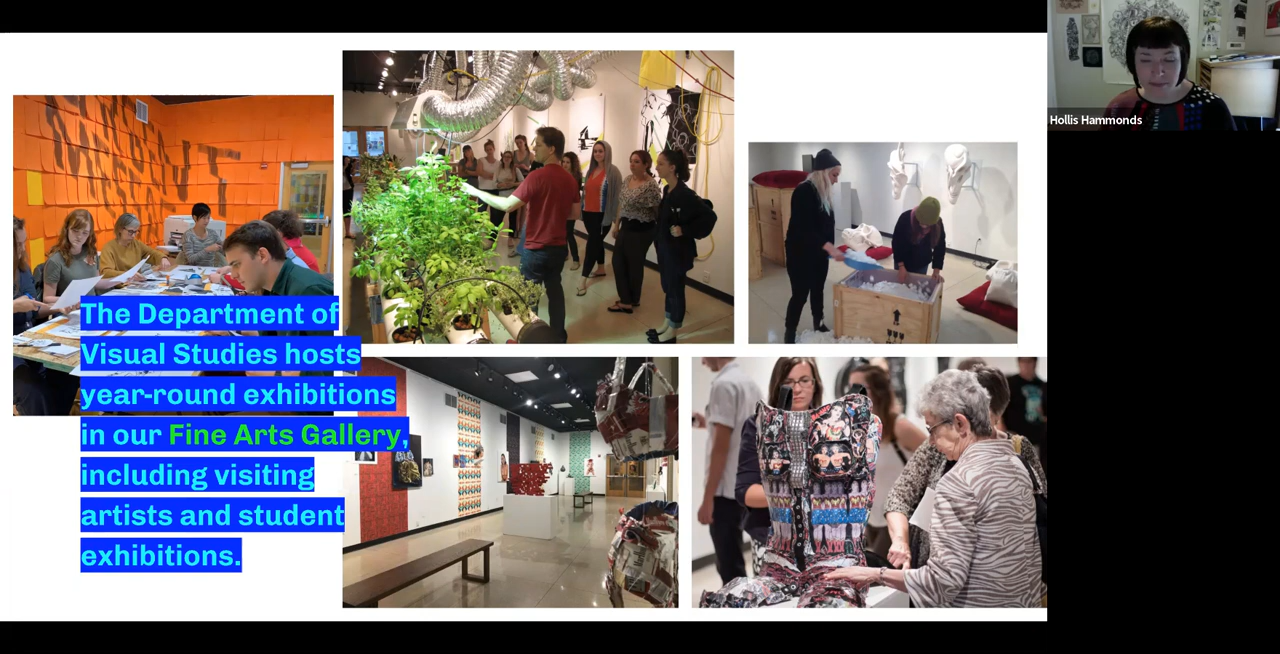 Hollis Hammonds
The Department of
Visual Studies hosts
year-round exhibitions
in our Fine Arts Gallery,
including visiting
artists and student
exhibitions.